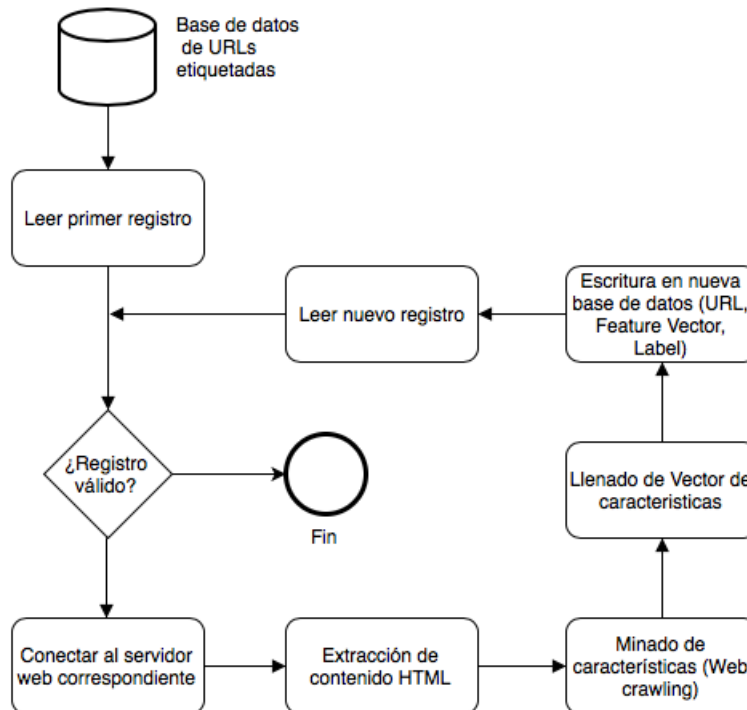 Base de datos
de URLs
etiquetadas
Leer primer registro
Leer nuevo registro
Escritura en nueva
base de datos (URL,
Feature Vector,
Label)
¿Registro
válido?
Fin
Llenado de Vector de
caracteristicas
Conectar al servidor
web correspondiente
Extracción de
contenido HTML
Minado de
características (Web
crawling)